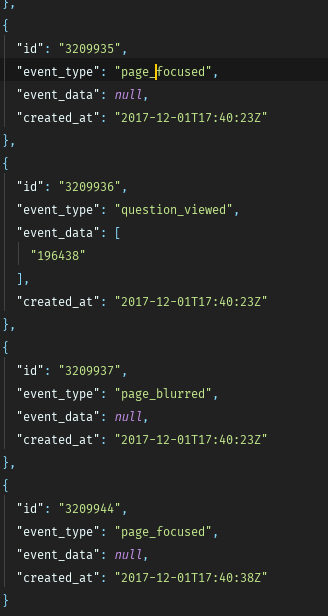 },
{
"id": "3209935",
"event_type": "page_focused",
"event_data": null,
"created_at": "2017-12-01T17:40:23Z"
},
{
"id": "3209936",
"event_type": "question_viewed",
"event_data": [
"196438"
],
"created_at": "2017-12-01T17:40:23Z"
},
{
"id": "3209937",
"event_type": "page_blurred",
"event_data": null,
"created_at": "2017-12-01T17:40:23Z"
},
{
"id": "3209944",
"event_type": "page_focused",
"event_data": null,
"created_at": "2017-12-01T17:40:38Z"
}